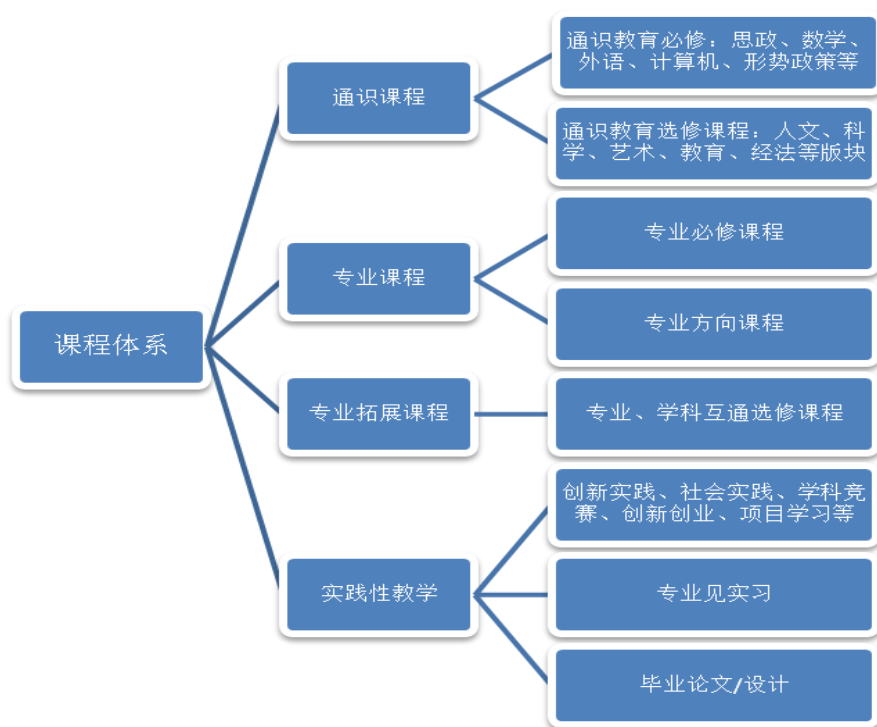 课程体系
通识课程
通识教育必修：思政、数学、
外语、计算机、形势政策等
通识教育选修课程：人文、科
学、艺术、教育、经法等版块
专业课程
专业必修课程
专业方向课程
专业拓展课程
专业、学科互通选修课程
实践性教学
创新实践、社会实践、学科竞
赛、创新创业、项目学习等
专业见实习
毕业论文/设计